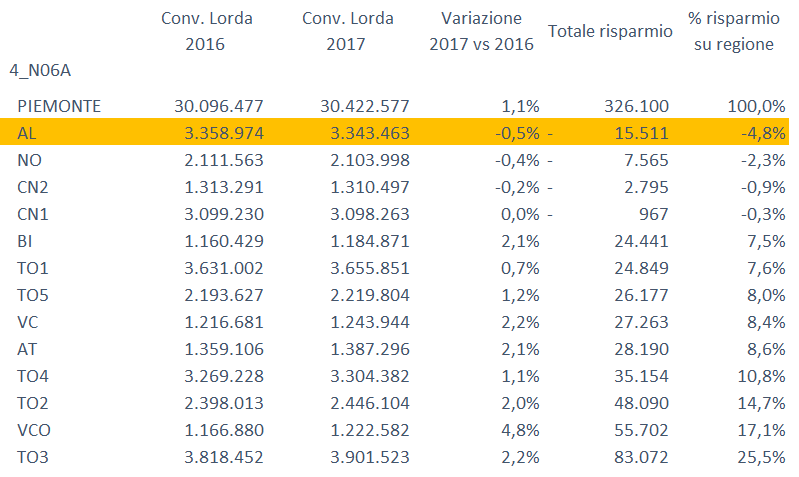 Conv. Lorda 2016 Conv. Lorda 2017 Variazione 2017 vs 2016 Totale risparmio % risparmio su regione
4_N06A
PIEMONTE 30.096.477 30.422.577 1,1% 326.100 100,0%
AL 3.358.974 3.343.463 -0,5% - 15.511 -4,8%
NO 2.111.563 2.103.998 -0,4% - 7.565 -2,3%
CN2 1.313.291 1.310.497 -0,2% - 2.795 -0,9%
CN1 3.099.230 3.098.263 0,0% - 967 -0,3%
BI 1.160.429 1.184.871 2,1% 24.441 7,5%
TO1 3.631.002 3.655.851 0,7% 24.849 7,6%
TO5 2.193.627 2.219.804 1,2% 26.177 8,0%
VC 1.216.681 1.243.944 2,2% 27.263 8,4%
AT 1.359.106 1.387.296 2,1% 28.190 8,6%
TO4 3.269.228 3.304.382 1,1% 35.154 10,8%
TO2 2.398.013 2.446.104 2,0% 48.090 14,7%
VCO 1.166.880 1.222.582 4,8% 55.702 17,1%
TO3 3.818.452 3.901.523 2,2% 83.072 25,5%